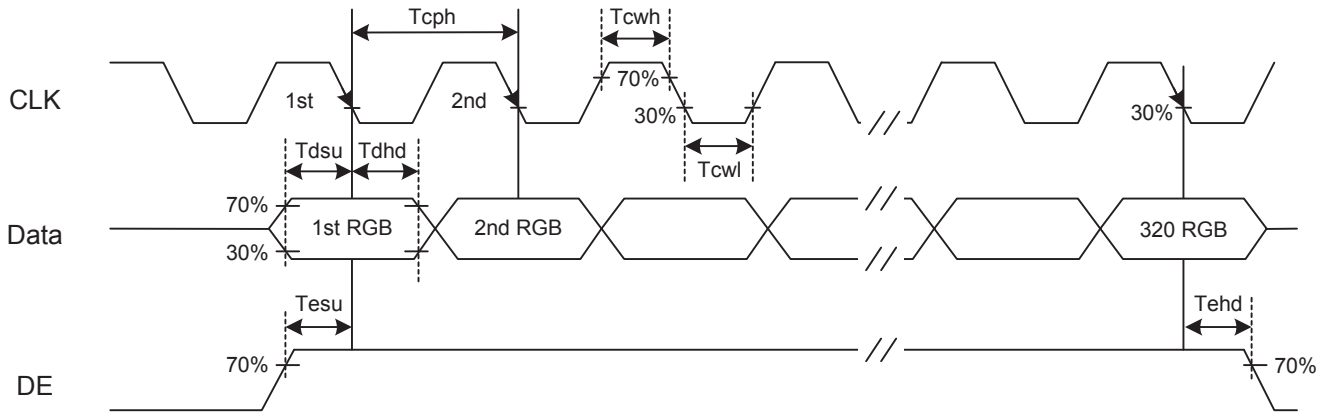 Tcph
Tcwh
CLK
1st
2nd
70%
30%
30%
Tcwl
Tdsu
Tdhd
Data
70%
30%
1st RGB
2nd RGB
320 RGB
Tesu
Tehd
DE
70%
70%